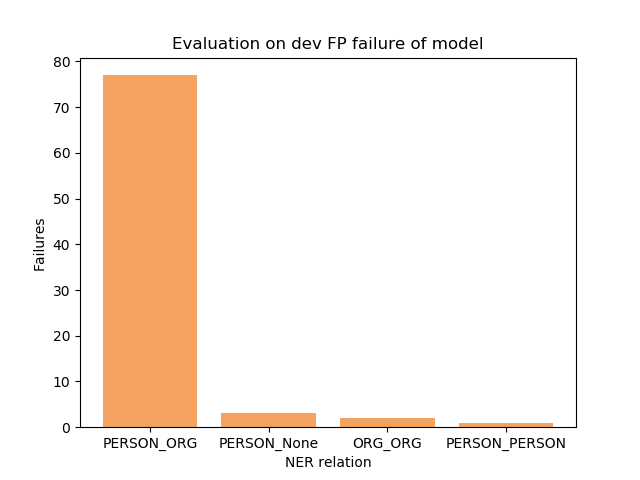 Evaluation on dev FP failure of model
80
70
60
50
40
30
20
10
0
Failures
PERSON_ORG PERSON_None ORG_ORG PERSON_PERSON
NER relation